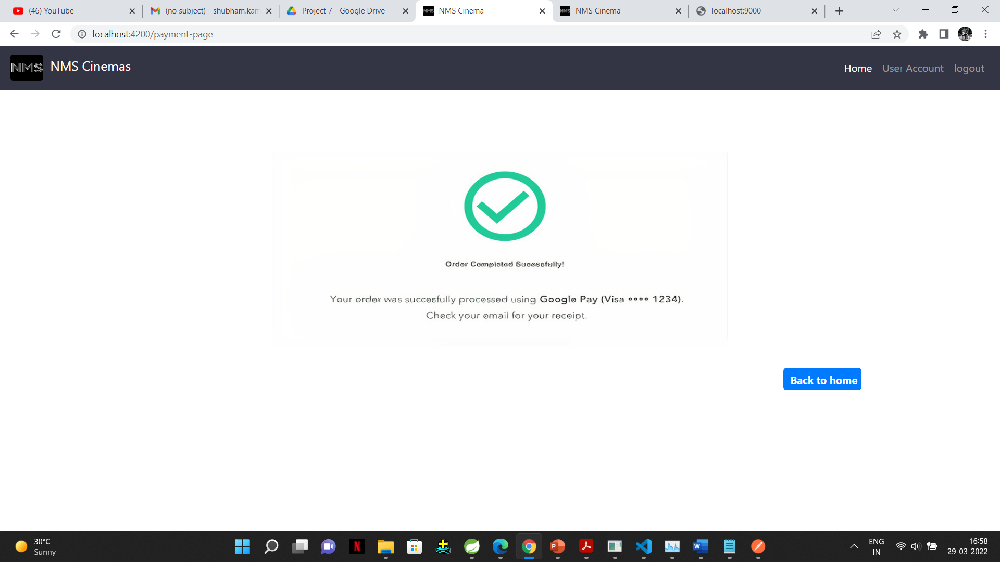 (46) YouTube
(no subject) - shubham.kam
Project 7 - Google Drive
NMS Cinema
NMS Cinema
localhost:9000
localhost:4200/payment-page
NMS
NMS Cinemas
Home
User Account
logout
Order Completed Succesfully!
Your order was succesfully processed using Google Pay (Visa •••• 1234).
Check your email for your receipt.
Back to home
30°C
Sunny
ENG
IN
16:58
29-03-2022